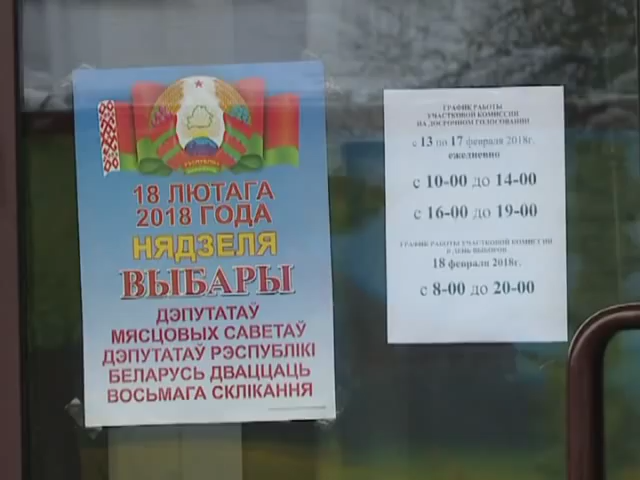 18 ЛЮТАГА
2018 ГОДА
НЯДЗЕЛЯ
ВЫБАРЫ
ДЭПУТАТАЎ
МЯСЦОВЫХ САВЕТАЎ
ДЭПУТАТАЎ РЭСПУБЛІКІ
БЕЛАРУСЬ ДВАЦЦАЦЬ
ВОСЬМАГА СКЛІКАННЯ
ГРАФИК РАБОТЫ
УЧАСТКОВОЙ КОМИССИИ
НА ДОСРОЧНОМ ГОЛОСОВАНИИ
с 13 по 17 февраля 2018г.
ежедневно
с 10-00 до 14-00
с 16-00 до 19-00
ГРАФИК РАБОТЫ УЧАСТКОВОЙ КОМИССИИ
В ДЕНЬ ВЫБОРОВ
18 февраля 2018г.
с 8-00 до 20-00